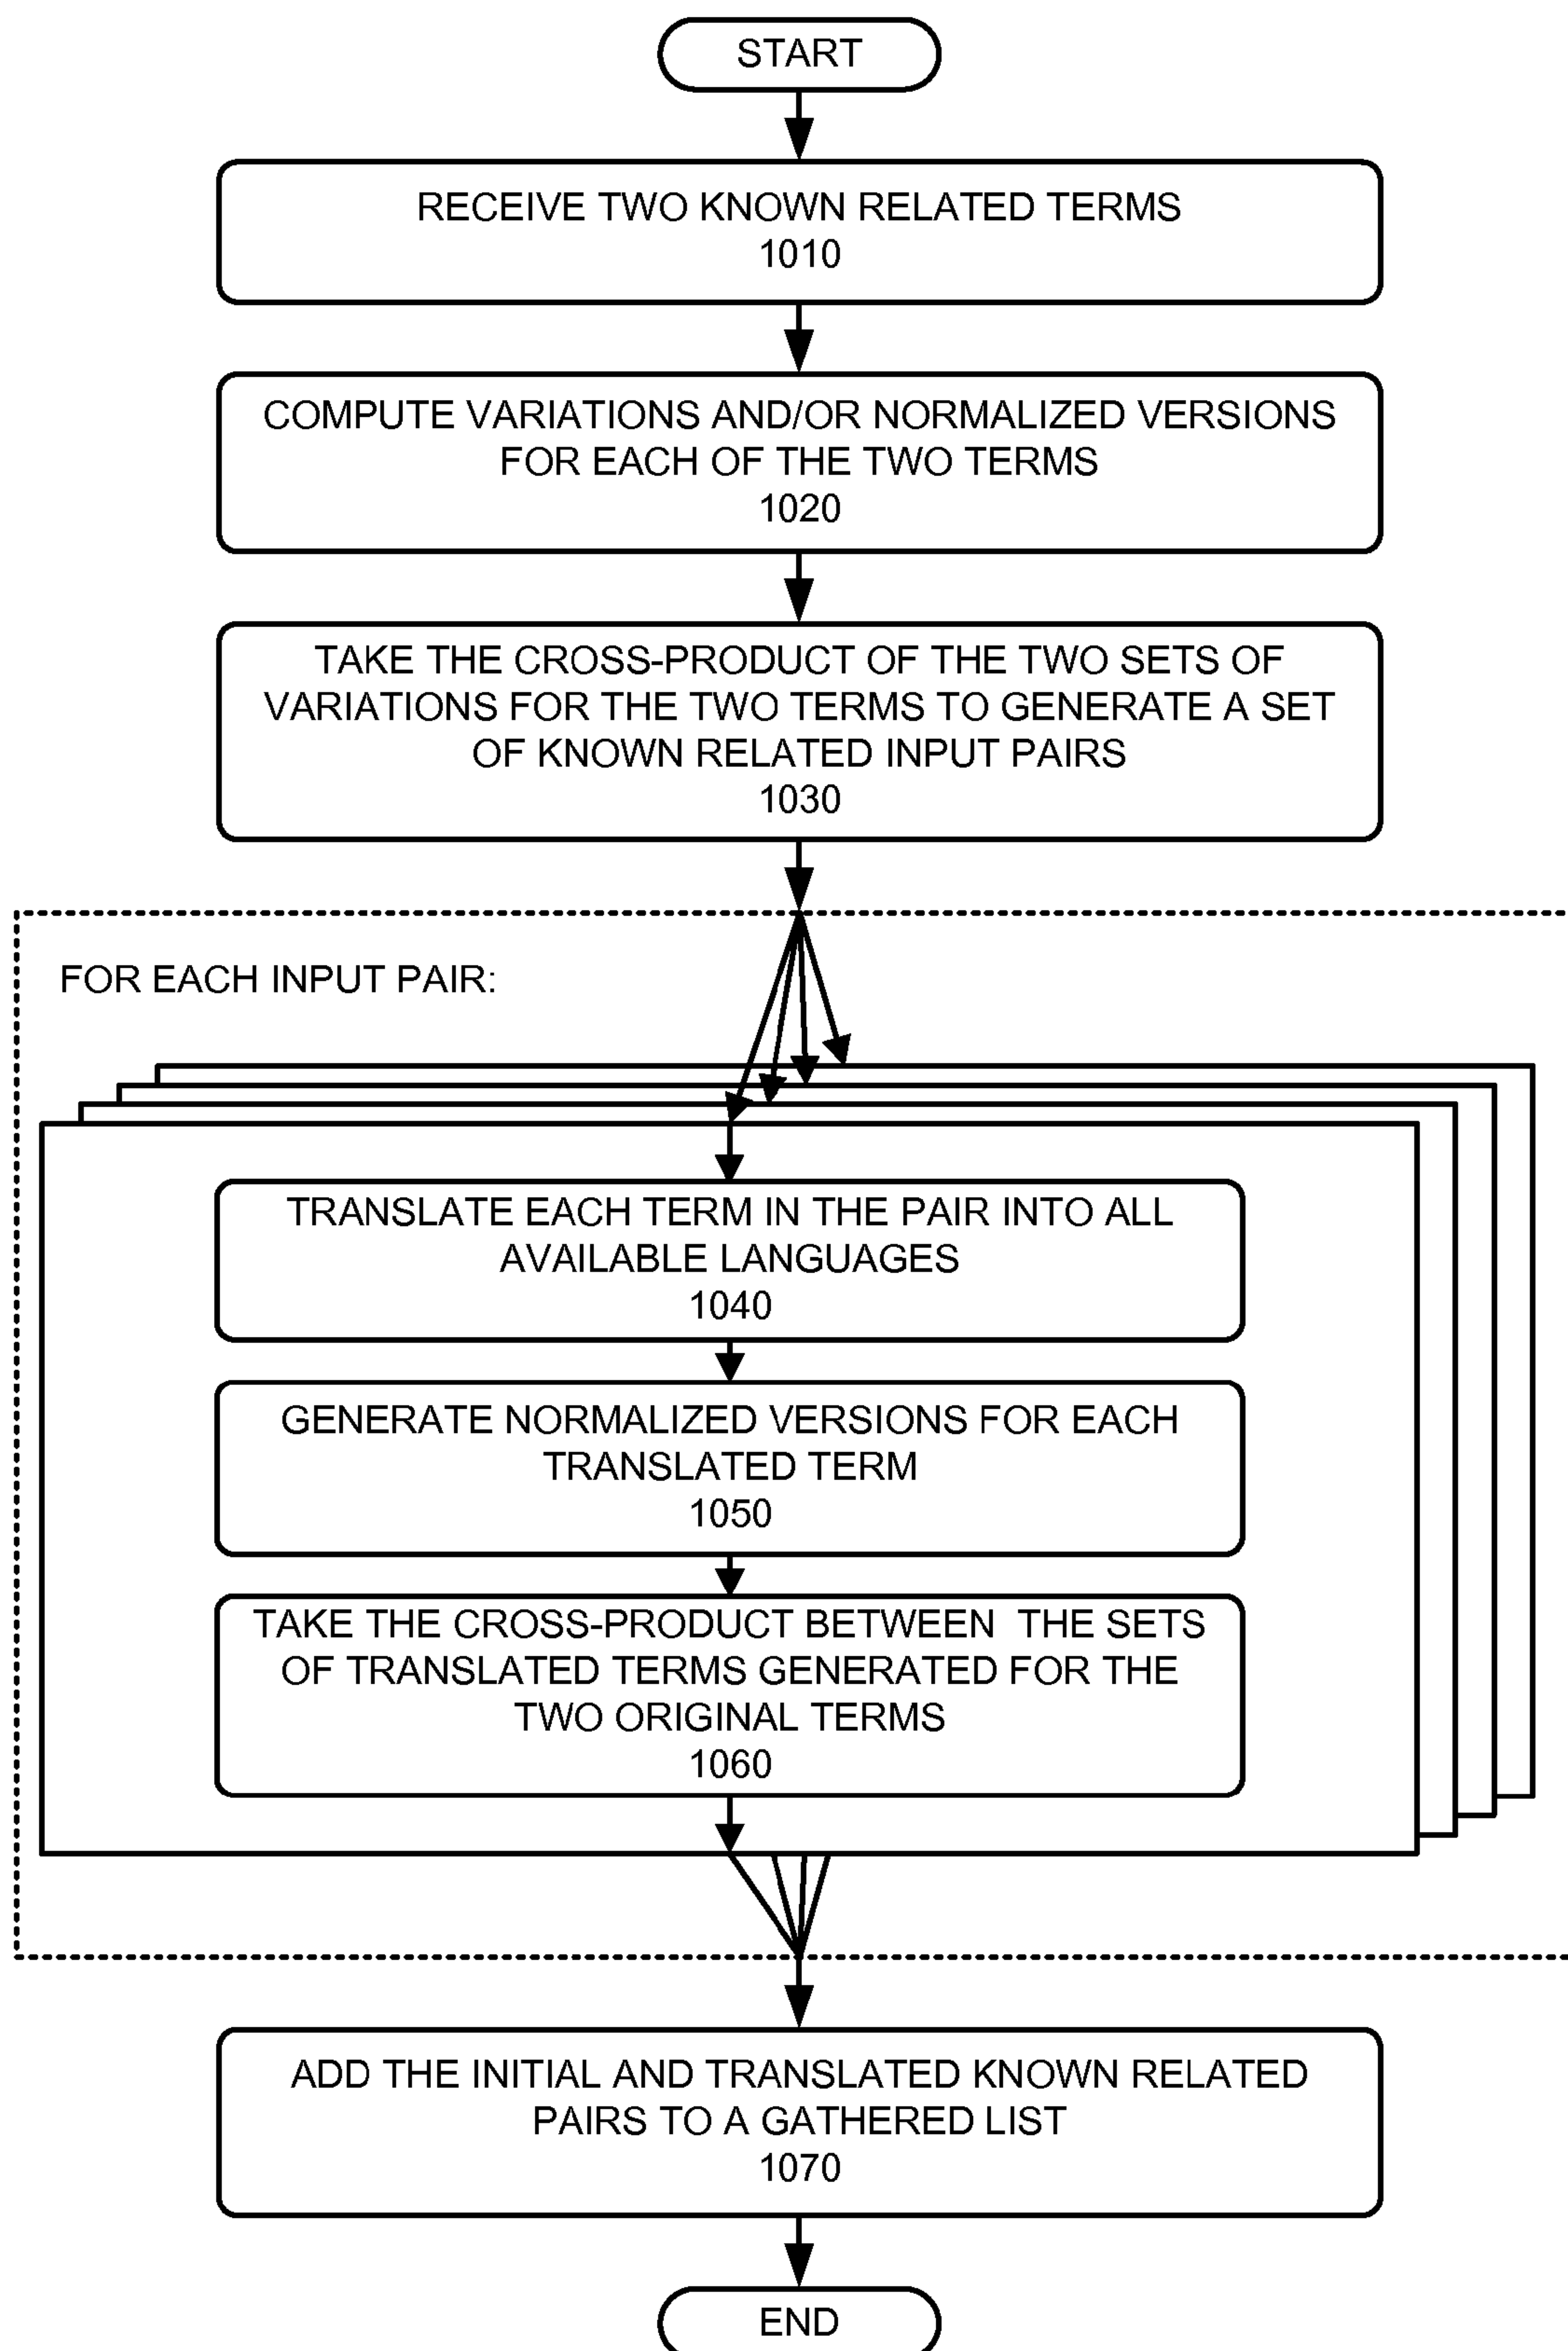 START
RECEIVE TWO KNOWN RELATED TERMS
1010
COMPUTE VARIATIONS AND/OR NORMALIZED VERSIONS
FOR EACH OF THE TWO TERMS
1020
TAKE THE CROSS-PRODUCT OF THE TWO SETS OF
VARIATIONS FOR THE TWO TERMS TO GENERATE A SET
OF KNOWN RELATED INPUT PAIRS
1030
FOR EACH INPUT PAIR:
TRANSLATE EACH TERM IN THE PAIR INTO ALL
AVAILABLE LANGUAGES
1040
GENERATE NORMALIZED VERSIONS FOR EACH
TRANSLATED TERM
1050
TAKE THE CROSS-PRODUCT BETWEEN THE SETS
OF TRANSLATED TERMS GENERATED FOR THE
TWO ORIGINAL TERMS
1060
ADD THE INITIAL AND TRANSLATED KNOWN RELATED
PAIRS TO A GATHERED LIST
1070
END